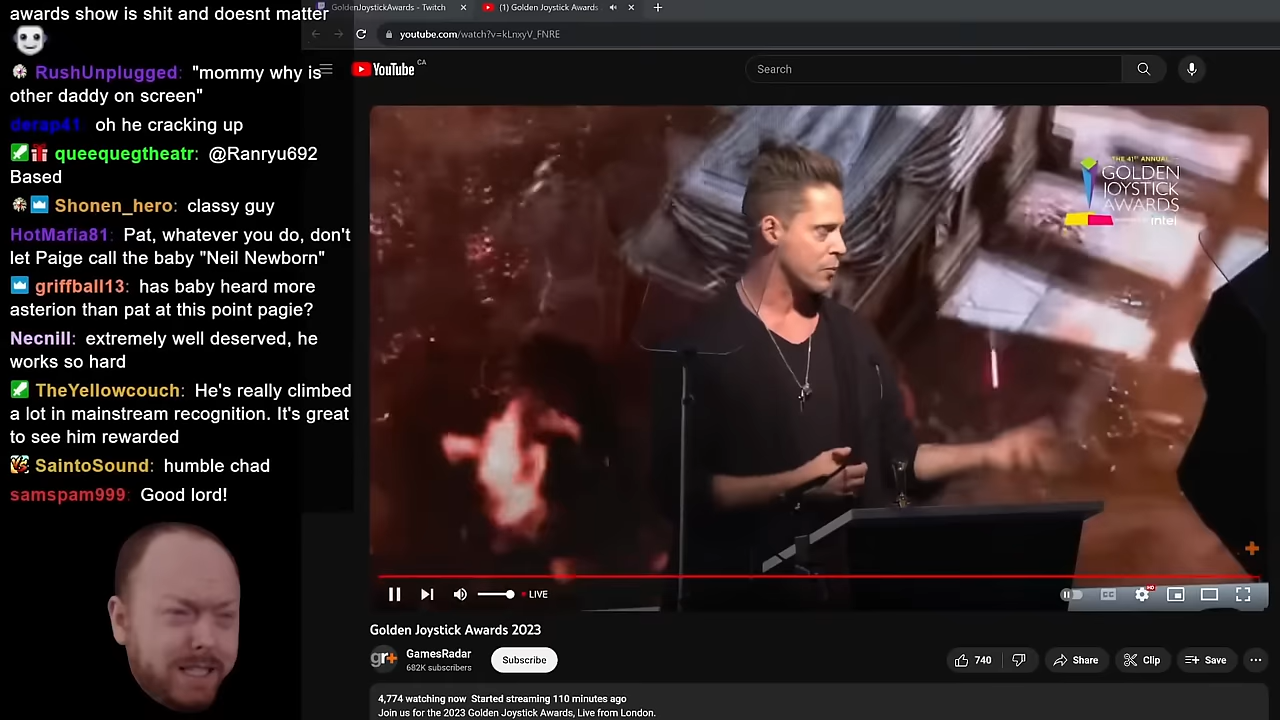 awards show is shit and doesnt matter
RushUnplugged: "mommy why is
other daddy on screen"
derap41: oh he cracking up
queequegtheatr: @Ranryu692
Based
Shonen_hero: classy guy
HotMafia81: Pat, whatever you do, don't
let Paige call the baby "Neil Newborn"
griffball13: has baby heard more
asterion than pat at this point pagie?
Necnill: extremely well deserved, he
works so hard
TheYellowcouch: He's really climbed
a lot in mainstream recognition. It's great
to see him rewarded
SaintoSound: humble chad
samspam999: Good lord!
GoldenJoystickAwards - Twitch
(1) Golden Joystick Awards
youtube.com/watch?v=kLnxyV_FNRE
YouTube CA
Search
THE 41ST ANNUAL
GOLDEN
JOYSTICK
AWARDS
intel
LIVE
CC
HD
Golden Joystick Awards 2023
gr+
GamesRadar
682K subscribers
Subscribe
740
Share
Clip
Save
4,774 watching now Started streaming 110 minutes ago
Join us for the 2023 Golden Joystick Awards, Live from London.